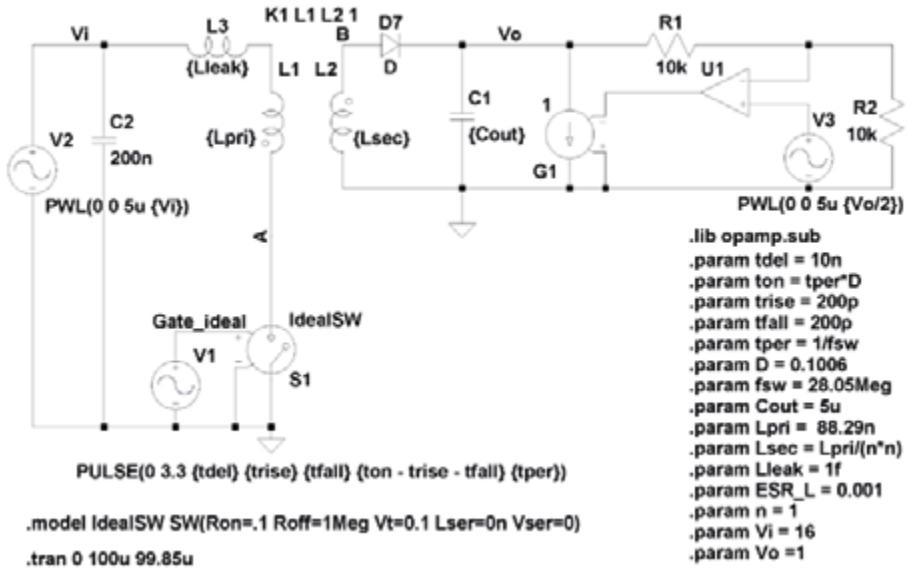 K1 L1 L2 1
Vi
L3
{Lleak}
L1
L2
B
D7
D
Vo
R1
10k
U1
C2
200n
V2
{Lpri}
{Lsec}
C1
{Cout}
1
G1
V3
R2
10k
PWL(0 0 5u {Vi})
PWL(0 0 5u {Vo/2})
A
Gate_ideal
IdealSW
V1
S1
PULSE(0 3.3 {tdel} {trise} {tfall} {ton - trise - tfall} {tper})
.model IdealSW SW(Ron=.1 Roff=1Meg Vt=0.1 Lser=0n Vser=0)
.tran 0 100u 99.85u
.lib opamp.sub
.param tdel = 10n
.param ton = tper*D
.param trise = 200p
.param tfall = 200p
.param tper = 1/fsw
.param D = 0.1006
.param fsw = 28.05Meg
.param Cout = 5u
.param Lpri = 88.29n
.param Lsec = Lpri/(n*n)
.param Lleak = 1f
.param ESR_L = 0.001
.param n = 1
.param Vi = 16
.param Vo =1